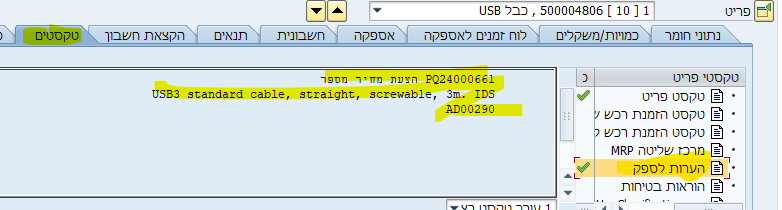 פריט 1 [ 10 ] 500004806 , כבל USB
נתוני חומר כמויות/משקלים לוח זמנים לאספקה אספקה חשבונית תנאים הקצאת חשבון טקסטים
טקסטי פריט
טקסט פריט
טקסט הזמנת רכש
טקסט הזמנת רכש
מרכז שליטה MRP
הערות לספק
הוראות בטיחות
PQ24000661 הצעת מחיר מספר
USB3 standard cable, straight, screwable, 3m. IDS
AD00290